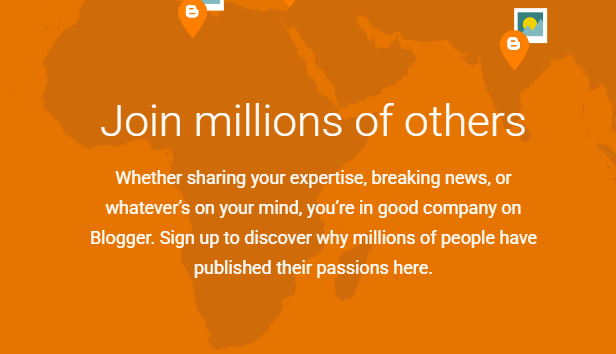 Join millions of others
Whether sharing your expertise, breaking news, or
whatever’s on your mind, you’re in good company on
Blogger. Sign up to discover why millions of people have
published their passions here.